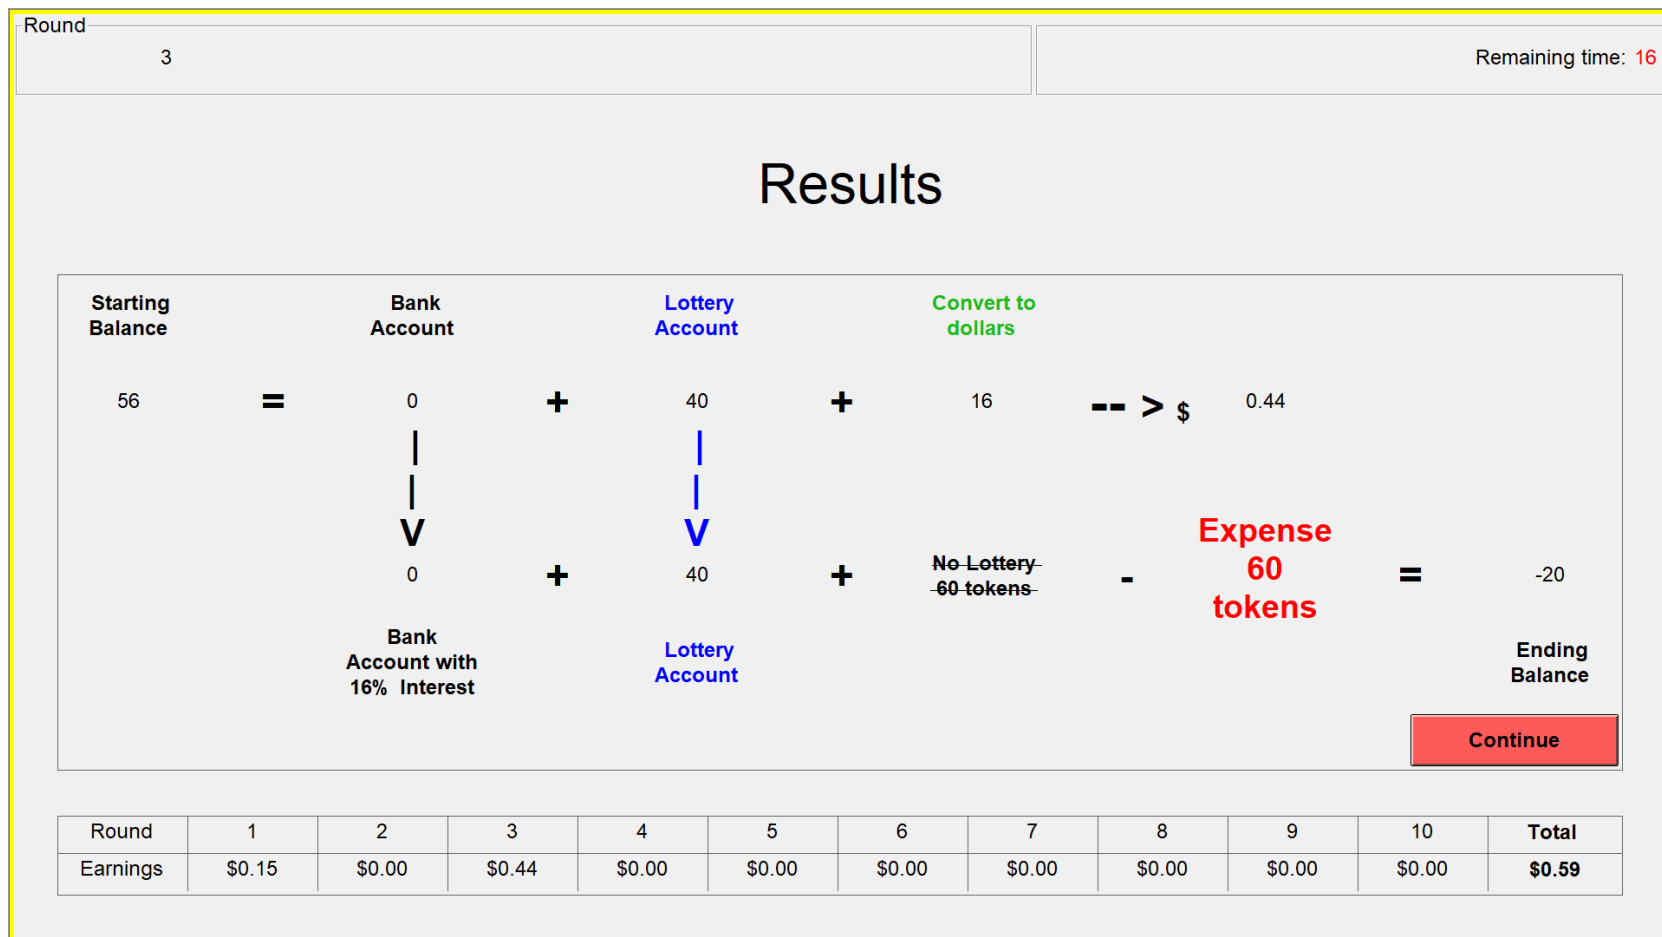 Round
3
Remaining time: 16
Results
Starting Balance
Bank Account
Lottery Account
Convert to dollars
56 = 0 + 40 + 16 -- > $ 0.44
| |
| |
V V
0 + 40 + No Lottery 60 tokens - Expense 60 tokens = -20
Bank Account with 16% Interest
Lottery Account
Ending Balance
Continue
Round 1 2 3 4 5 6 7 8 9 10 Total
Earnings $0.15 $0.00 $0.44 $0.00 $0.00 $0.00 $0.00 $0.00 $0.00 $0.00 $0.59